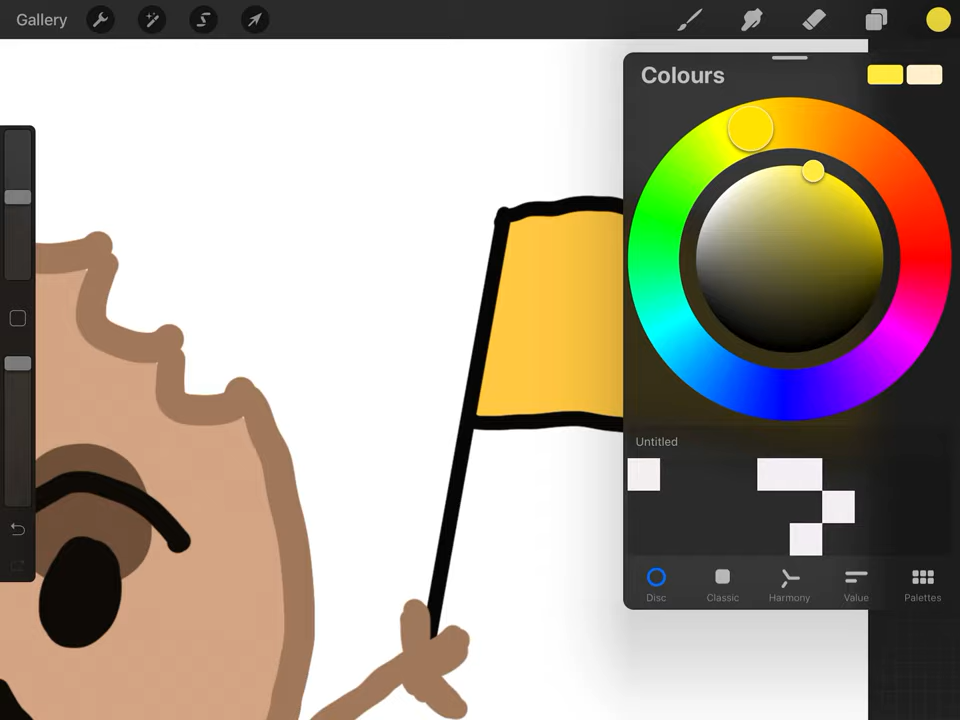 Gallery
Colours
Untitled
Disc
Classic
Harmony
Value
Palettes